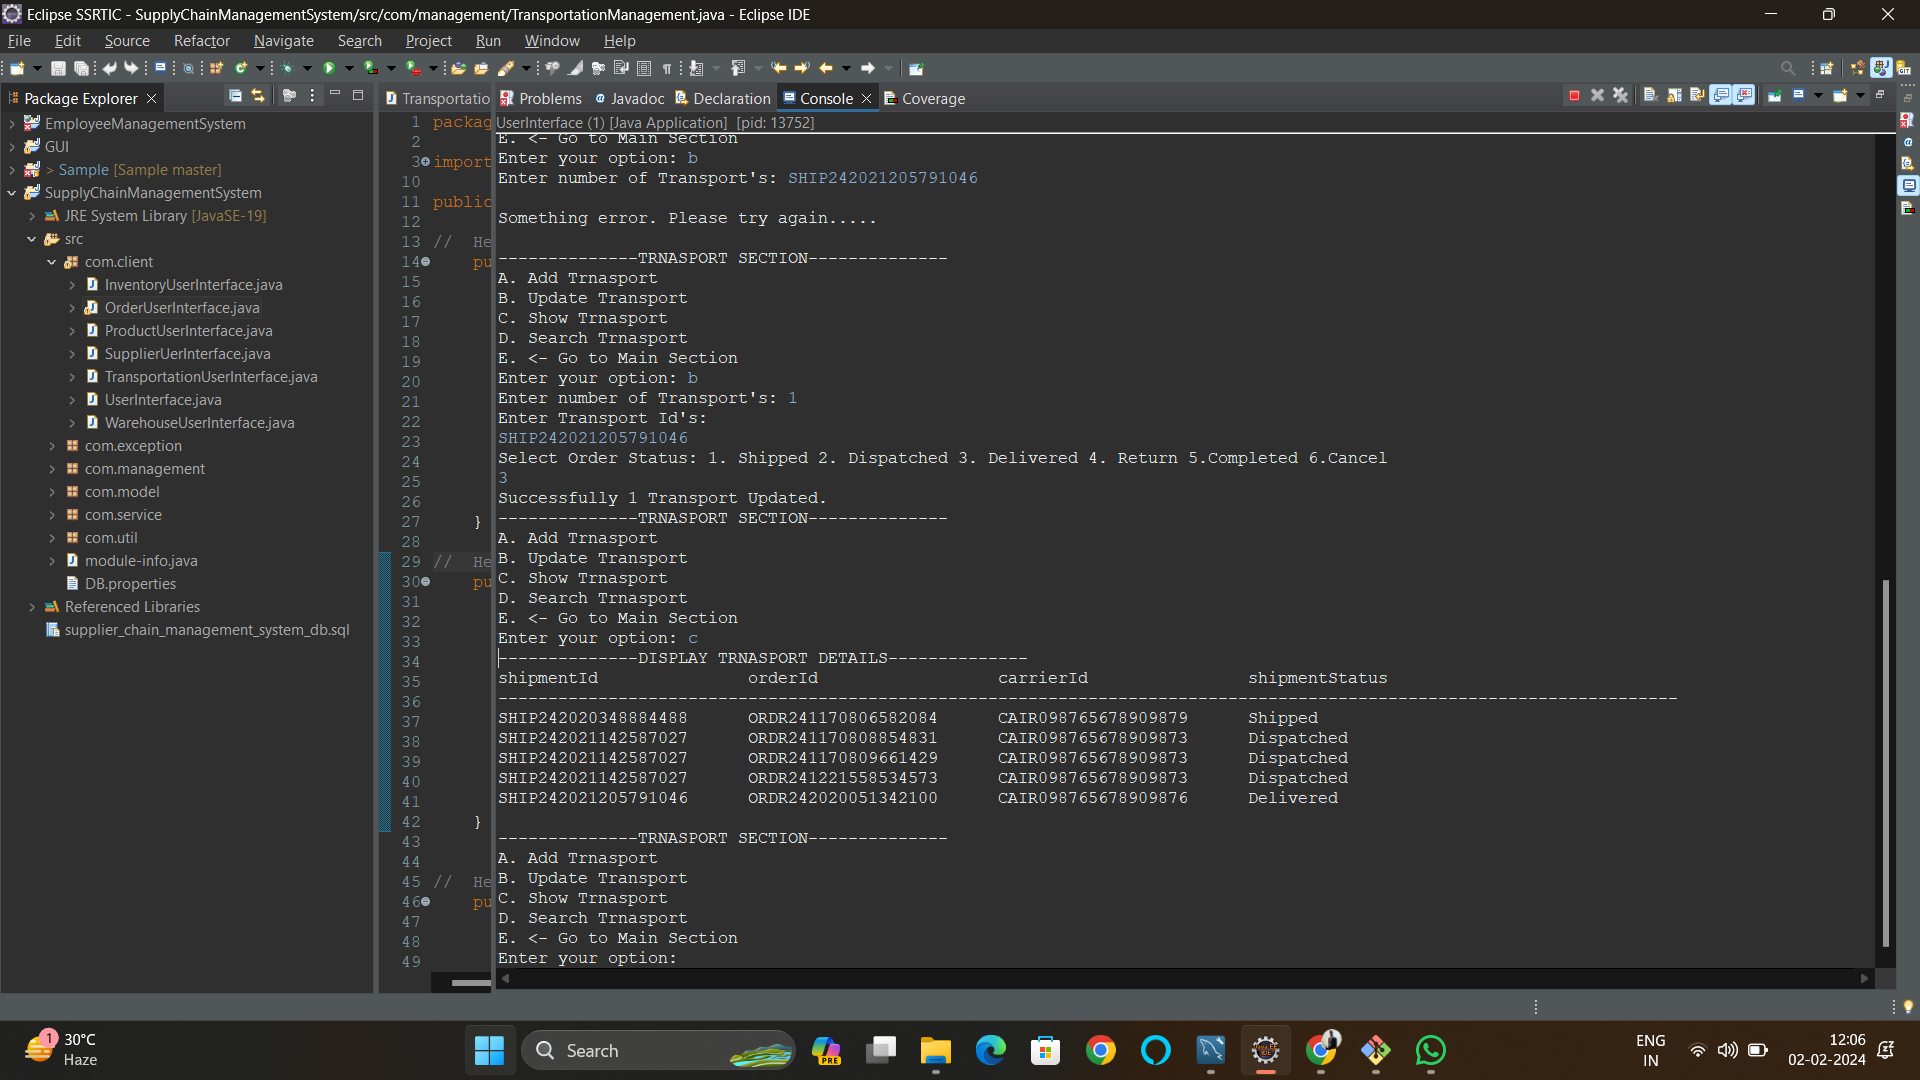 Eclipse SSRTIC - SupplyChainManagementSystem/src/com/management/TransportationManagement.java - Eclipse IDE
File Edit Source Refactor Navigate Search Project Run Window Help
Package Explorer
EmployeeManagementSystem
GUI
> Sample [Sample master]
SupplyChainManagementSystem
JRE System Library [JavaSE-19]
src
com.client
InventoryUserInterface.java
OrderUserInterface.java
ProductUserInterface.java
SupplierUerInterface.java
TransportationUserInterface.java
UserInterface.java
WarehouseUserInterface.java
com.exception
com.management
com.model
com.service
com.util
module-info.java
DB.properties
Referenced Libraries
supplier_chain_management_system_db.sql
Transportatio
1 packag
2
3 import
10
11 public
12
13 // He
14 pu
15
16
17
18
19
20
21
22
23
24
25
26
27 }
28
29 // He
30 pu
31
32
33
34
35
36
37
38
39
40
41
42 }
43
44
45 // He
46 pu
47
48
49
Problems Javadoc Declaration Console Coverage
UserInterface (1) [Java Application] [pid: 13752]
E. <- Go to Main Section
Enter your option: b
Enter number of Transport's: SHIP242021205791046
Something error. Please try again.....
--------------TRNASPORT SECTION--------------
A. Add Trnasport
B. Update Transport
C. Show Trnasport
D. Search Trnasport
E. <- Go to Main Section
Enter your option: b
Enter number of Transport's: 1
Enter Transport Id's:
SHIP242021205791046
Select Order Status: 1. Shipped 2. Dispatched 3. Delivered 4. Return 5.Completed 6.Cancel
3
Successfully 1 Transport Updated.
--------------TRNASPORT SECTION--------------
A. Add Trnasport
B. Update Transport
C. Show Trnasport
D. Search Trnasport
E. <- Go to Main Section
Enter your option: c
--------------DISPLAY TRNASPORT DETAILS--------------
shipmentId orderId carrierId shipmentStatus
----------------------------------------------------------------------------------------------------------------------
SHIP242020348884488 ORDR241170806582084 CAIR098765678909879 Shipped
SHIP242021142587027 ORDR241170808854831 CAIR098765678909873 Dispatched
SHIP242021142587027 ORDR241170809661429 CAIR098765678909873 Dispatched
SHIP242021142587027 ORDR241221558534573 CAIR098765678909873 Dispatched
SHIP242021205791046 ORDR242020051342100 CAIR098765678909876 Delivered
--------------TRNASPORT SECTION--------------
A. Add Trnasport
B. Update Transport
C. Show Trnasport
D. Search Trnasport
E. <- Go to Main Section
Enter your option:
1
30°C
Haze
Search
PRE
ENG
IN
12:06
02-02-2024